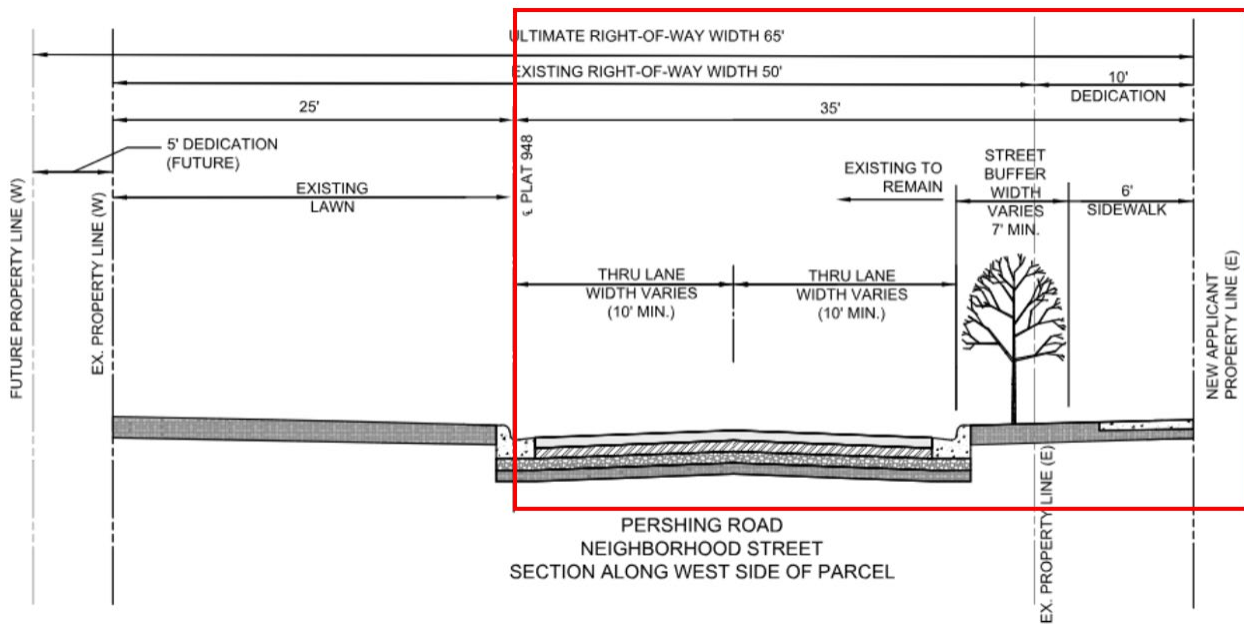 ULTIMATE RIGHT-OF-WAY WIDTH 65'
EXISTING RIGHT-OF-WAY WIDTH 50'
10'
DEDICATION
25'
35'
5' DEDICATION
(FUTURE)
EXISTING
LAWN
℄ PLAT 948
EXISTING TO
REMAIN
STREET
BUFFER
WIDTH
VARIES
7' MIN.
6'
SIDEWALK
THRU LANE
WIDTH VARIES
(10' MIN.)
THRU LANE
WIDTH VARIES
(10' MIN.)
FUTURE PROPERTY LINE (W)
EX. PROPERTY LINE (W)
NEW APPLICANT
PROPERTY LINE (E)
EX. PROPERTY LINE (E)
PERSHING ROAD
NEIGHBORHOOD STREET
SECTION ALONG WEST SIDE OF PARCEL